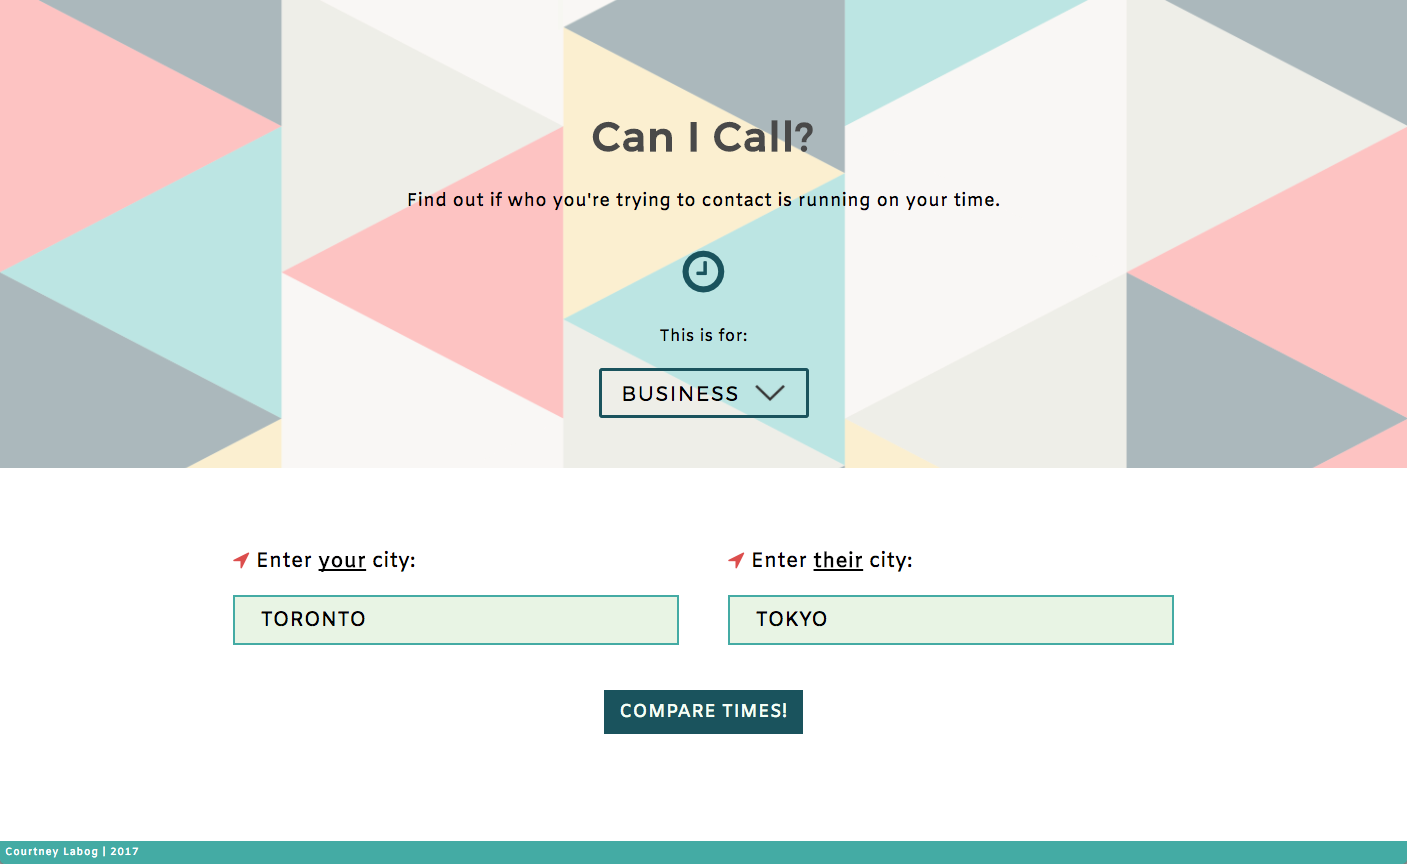 Can I Call?
Find out if who you're trying to contact is running on your time.
This is for:
BUSINESS
Enter your city:
Enter their city:
TORONTO
TOKYO
COMPARE TIMES!
Courtney Labog | 2017